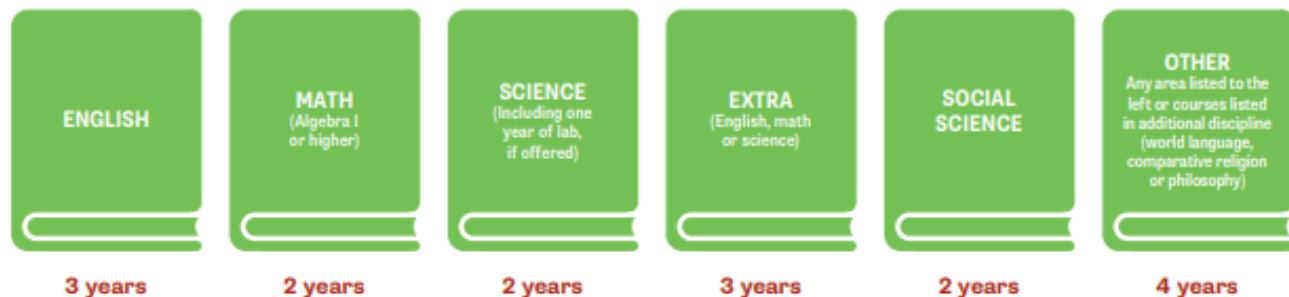 ENGLISH
3 years
MATH
(Algebra I
or higher)
2 years
SCIENCE
(Including one
year of lab,
if offered)
2 years
EXTRA
(English, math
or science)
3 years
SOCIAL
SCIENCE
2 years
OTHER
Any area listed to the
left or courses listed
in additional discipline
(world language,
comparative religion
or philosophy)
4 years